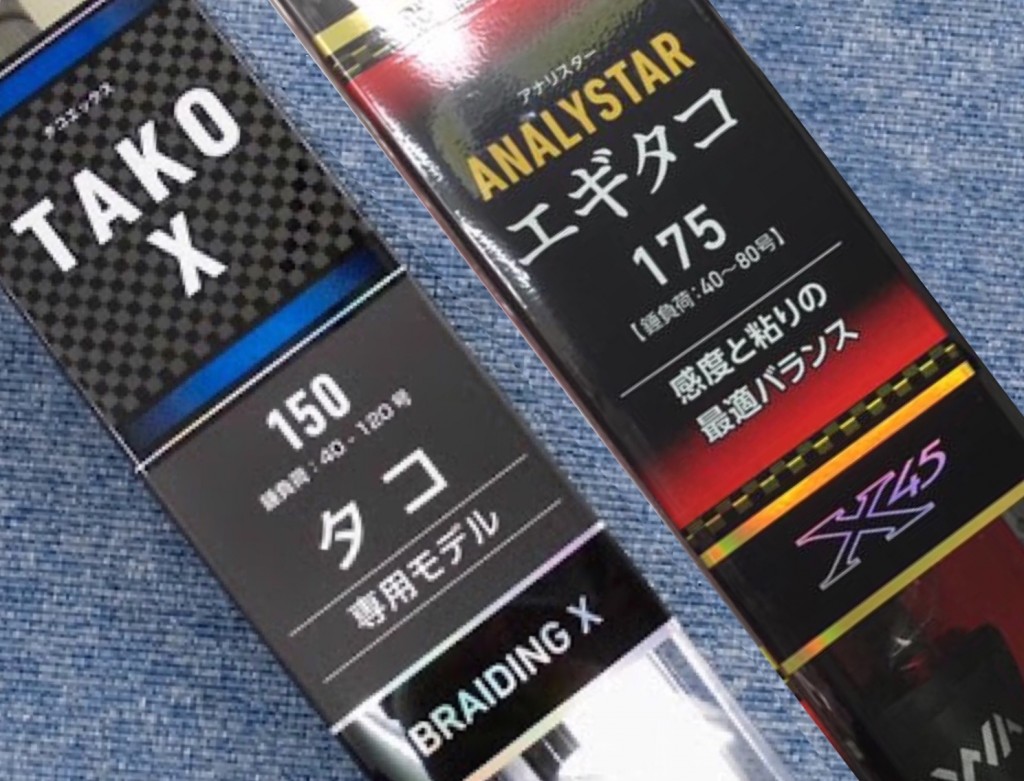 タコエックス
TAKO
X
150
錘負荷：40-120号
タコ
専用モデル
BRAIDING X
アナリスター
ANALYSTAR
エギタコ
175
【錘負荷：40～80号】
感度と粘りの
最適バランス
X45